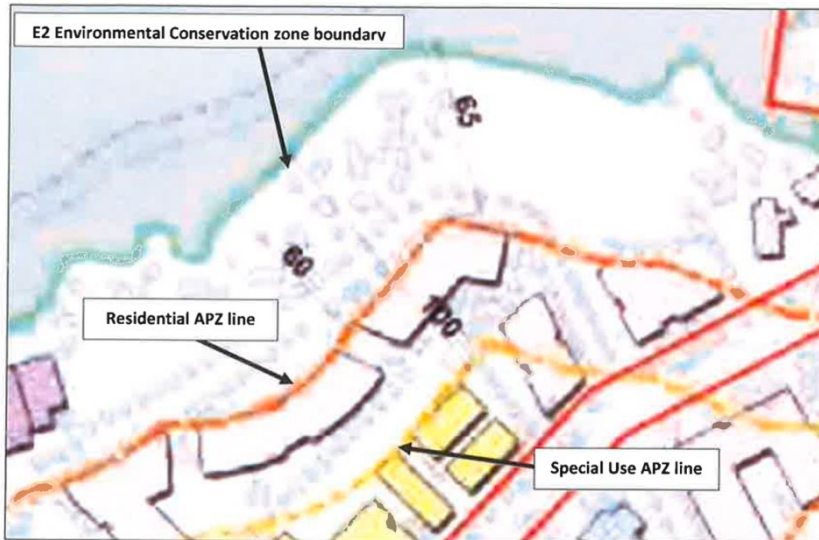 E2 Environmental Conservation zone boundary
65
60
Residential APZ line
100
Special Use APZ line